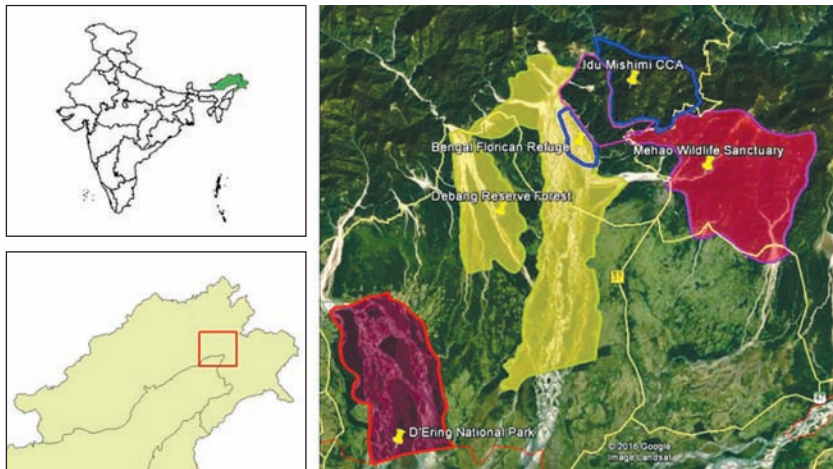 Idu Mishimi CCA
Bengal Florican Refuge
Mehao Wildlife Sanctuary
Debang Reserve Forest
D'Ering National Park
© 2016 Google
Image Landsat